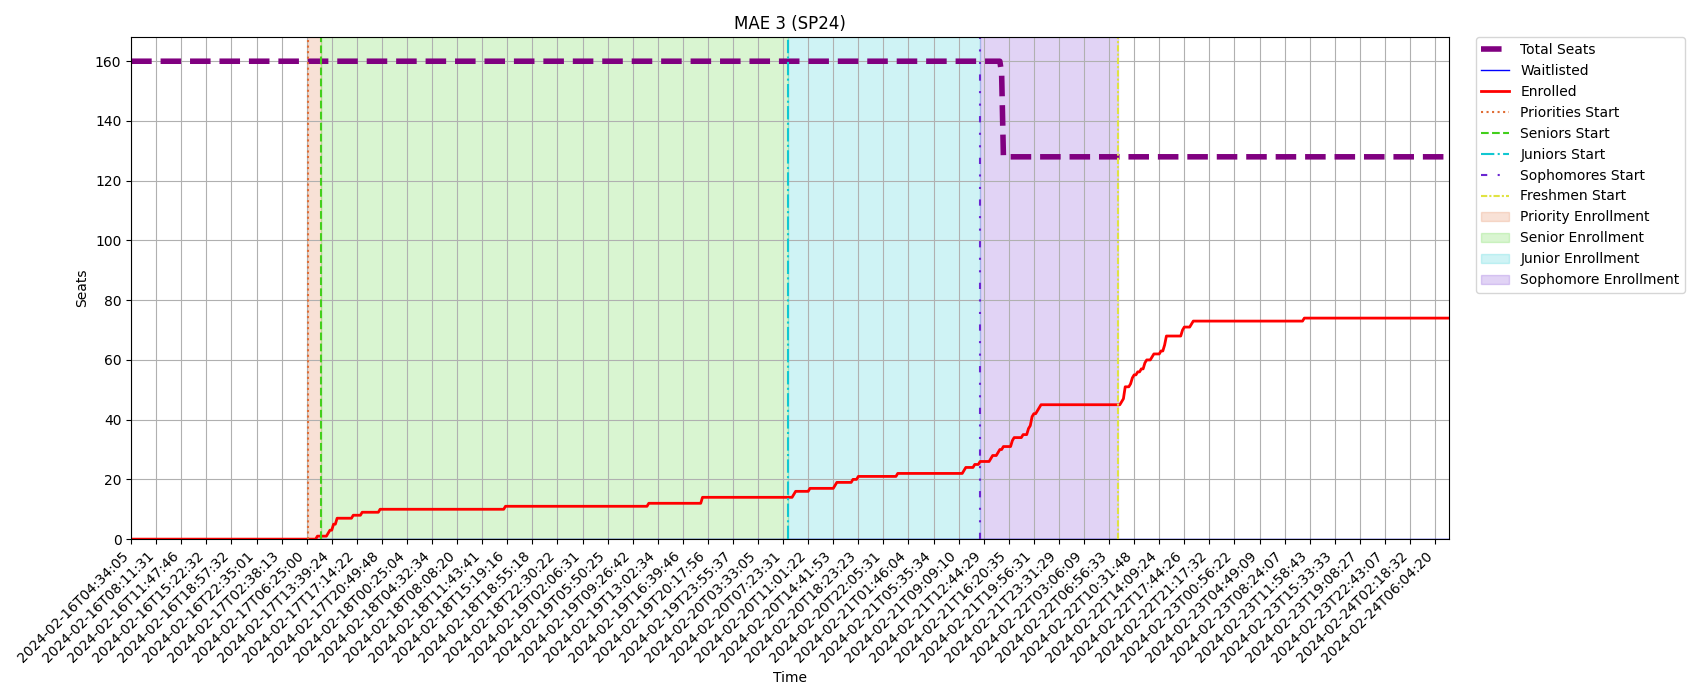 MAE 3 (SP24)
Seats
160
140
120
100
80
60
40
20
0
2024-02-16T04:34:05
2024-02-16T08:11:31
2024-02-16T11:47:46
2024-02-16T15:22:32
2024-02-16T18:57:32
2024-02-16T22:35:01
2024-02-17T02:38:13
2024-02-17T06:25:00
2024-02-17T13:39:24
2024-02-17T17:14:22
2024-02-17T20:49:48
2024-02-18T00:25:04
2024-02-18T04:32:34
2024-02-18T08:08:20
2024-02-18T11:43:41
2024-02-18T15:19:16
2024-02-18T18:55:18
2024-02-18T22:30:22
2024-02-19T02:06:31
2024-02-19T05:50:25
2024-02-19T09:26:42
2024-02-19T13:02:34
2024-02-19T16:39:46
2024-02-19T20:17:56
2024-02-19T23:55:37
2024-02-20T03:33:05
2024-02-20T07:23:31
2024-02-20T11:01:22
2024-02-20T14:41:53
2024-02-20T18:23:23
2024-02-20T22:05:31
2024-02-21T01:46:04
2024-02-21T05:35:34
2024-02-21T09:09:10
2024-02-21T12:44:29
2024-02-21T16:20:35
2024-02-21T19:56:31
2024-02-21T23:31:29
2024-02-22T03:06:09
2024-02-22T06:56:33
2024-02-22T10:31:48
2024-02-22T14:09:24
2024-02-22T17:44:26
2024-02-22T21:17:32
2024-02-23T00:56:22
2024-02-23T04:49:09
2024-02-23T08:24:07
2024-02-23T11:58:43
2024-02-23T15:33:33
2024-02-23T19:08:27
2024-02-23T22:43:07
2024-02-24T02:18:32
2024-02-24T06:04:20
Time
Total Seats
Waitlisted
Enrolled
Priorities Start
Seniors Start
Juniors Start
Sophomores Start
Freshmen Start
Priority Enrollment
Senior Enrollment
Junior Enrollment
Sophomore Enrollment